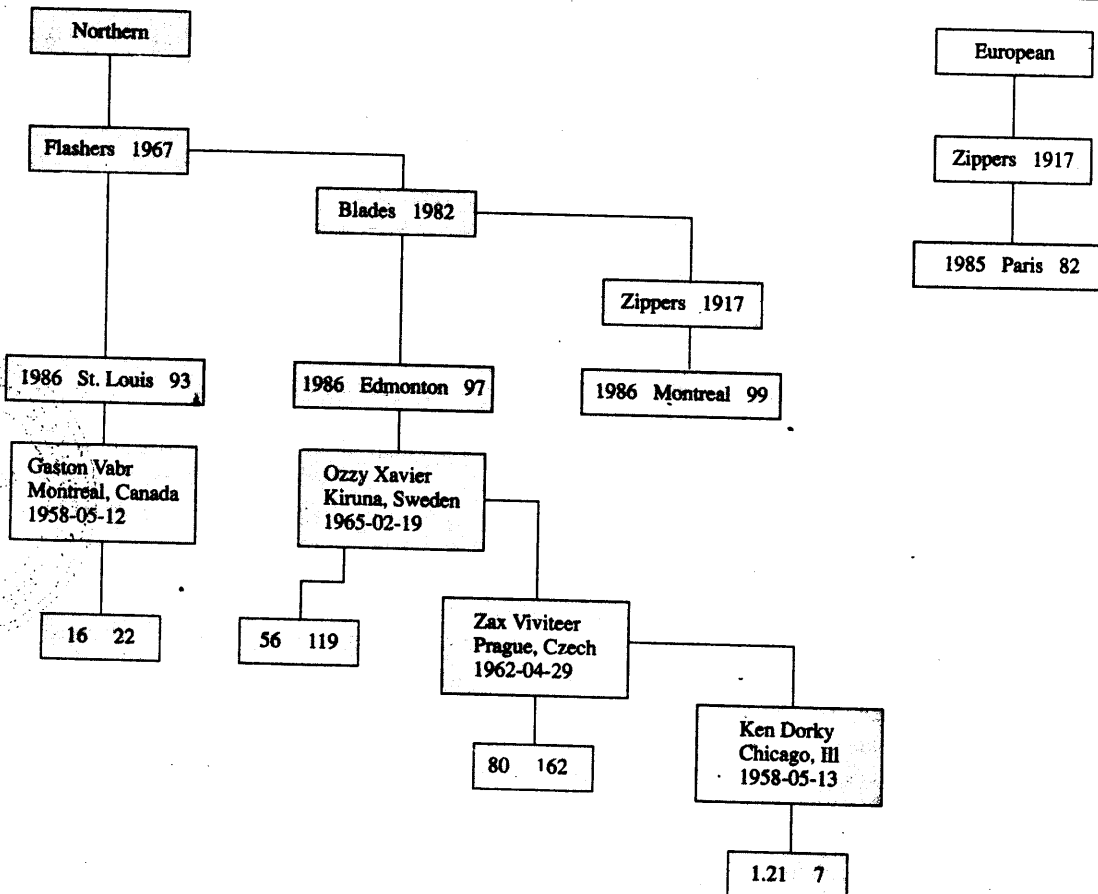 Northern
European
Flashers 1967
Zippers 1917
Blades 1982
1985 Paris 82
Zippers 1917
1986 St. Louis 93
1986 Edmonton 97
1986 Montreal 99
Gaston Vabr
Montreal, Canada
1958-05-12
Ozzy Xavier
Kiruna, Sweden
1965-02-19
16 22
56 119
Zax Viviteer
Prague, Czech
1962-04-29
80 162
Ken Dorky
Chicago, Ill
1958-05-13
1.21 7